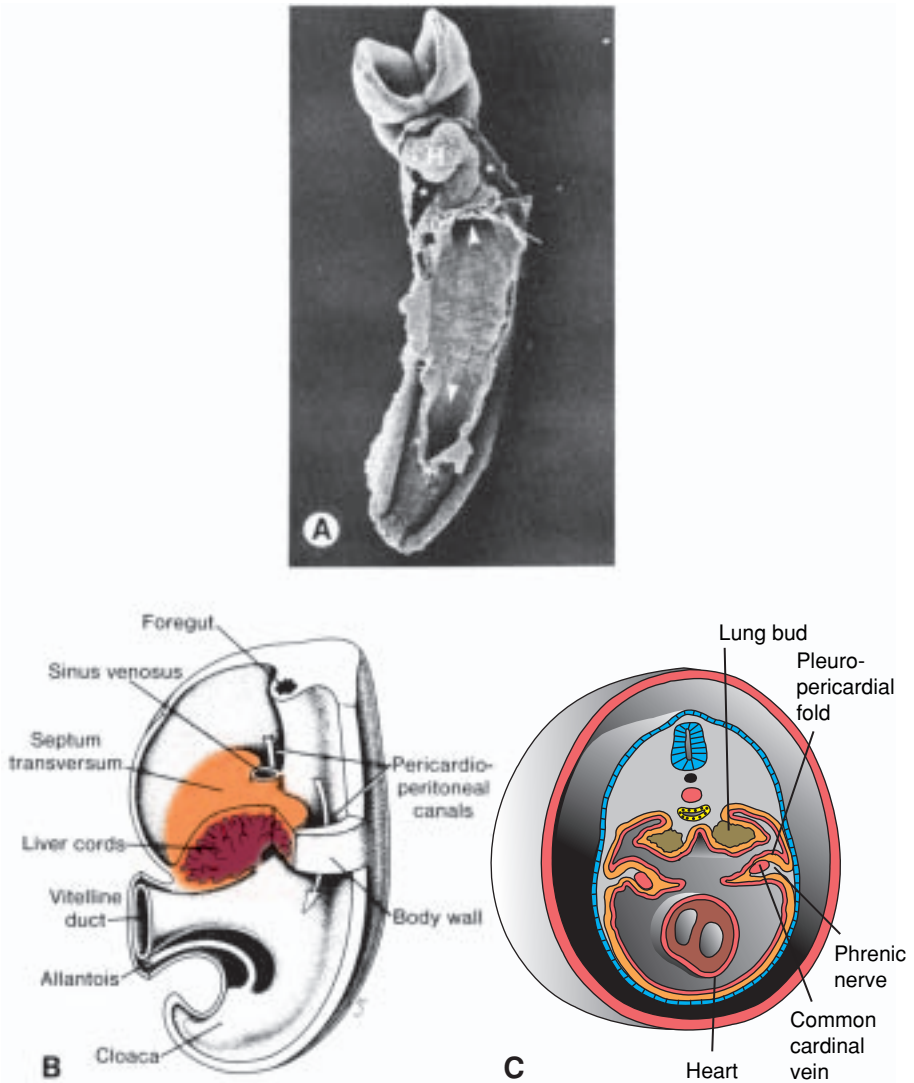 H
A
Foregut
Sinus venosus
Septum
transversum
Liver cords
Vitelline
duct
Allantois
Cloaca
Pericardio-
peritoneal
canals
Body wall
B
Lung bud
Pleuro-
pericardial
fold
Phrenic
nerve
Common
cardinal
vein
Heart
C